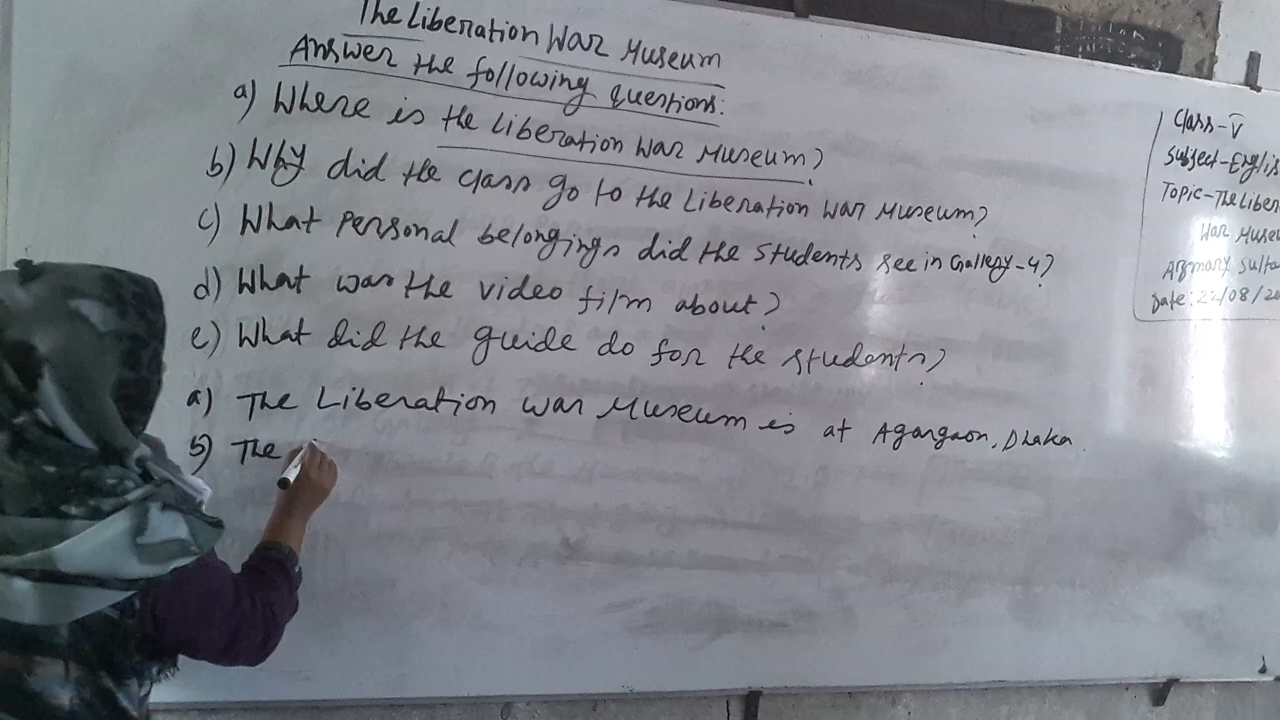 The Liberation War Museum
Answer the following questions:
a) Where is the Liberation War Museum?
b) Why did the class go to the Liberation War Museum?
c) What personal belongings did the students see in Gallery-4?
d) What was the video film about?
e) What did the guide do for the students?
a) The Liberation War Museum is at Agargaon, Dhaka.
b) The
Class-V
Subject-Englis
Topic-The Liben
War Museu
Date: 22/08/20